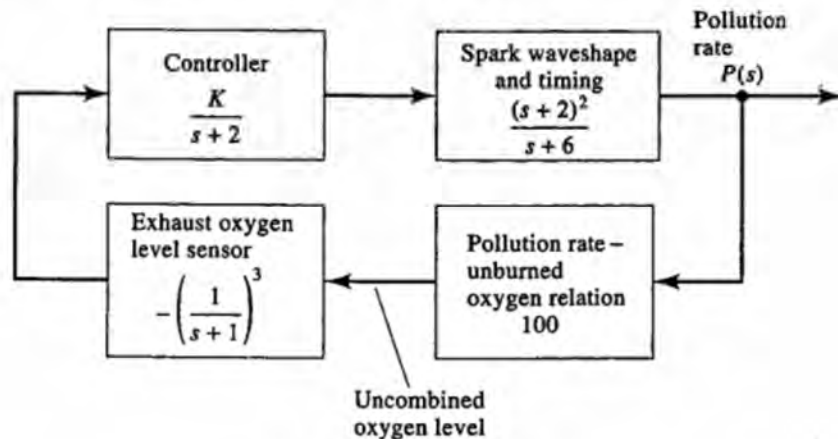 Pollution
rate
P(s)
Controller
K
s + 2
Spark waveshape
and timing
(s + 2)²
s + 6
Exhaust oxygen
level sensor
−(1/(s + 1))³
Pollution rate –
unburned
oxygen relation
100
Uncombined
oxygen level